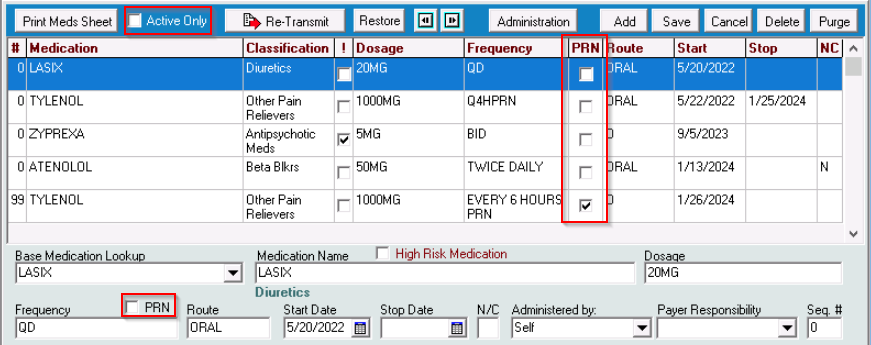 Print Meds Sheet Active Only Re-Transmit Restore Administration Add Save Cancel Delete Purge
# Medication Classification ! Dosage Frequency PRN Route Start Stop NC
0 LASIX Diuretics 20MG QD ORAL 5/20/2022
0 TYLENOL Other Pain Relievers 1000MG Q4HPRN ORAL 5/22/2022 1/25/2024
0 ZYPREXA Antipsychotic Meds 5MG BID 0 9/5/2023
0 ATENOLOL Beta Blkrs 50MG TWICE DAILY ORAL 1/13/2024 N
99 TYLENOL Other Pain Relievers 1000MG EVERY 6 HOURS PRN 0 1/26/2024
Base Medication Lookup Medication Name High Risk Medication Dosage
LASIX LASIX 20MG
Diuretics
Frequency PRN Route Start Date Stop Date N/C Administered by: Payer Responsibility Seq. #
QD ORAL 5/20/2022 Self 0